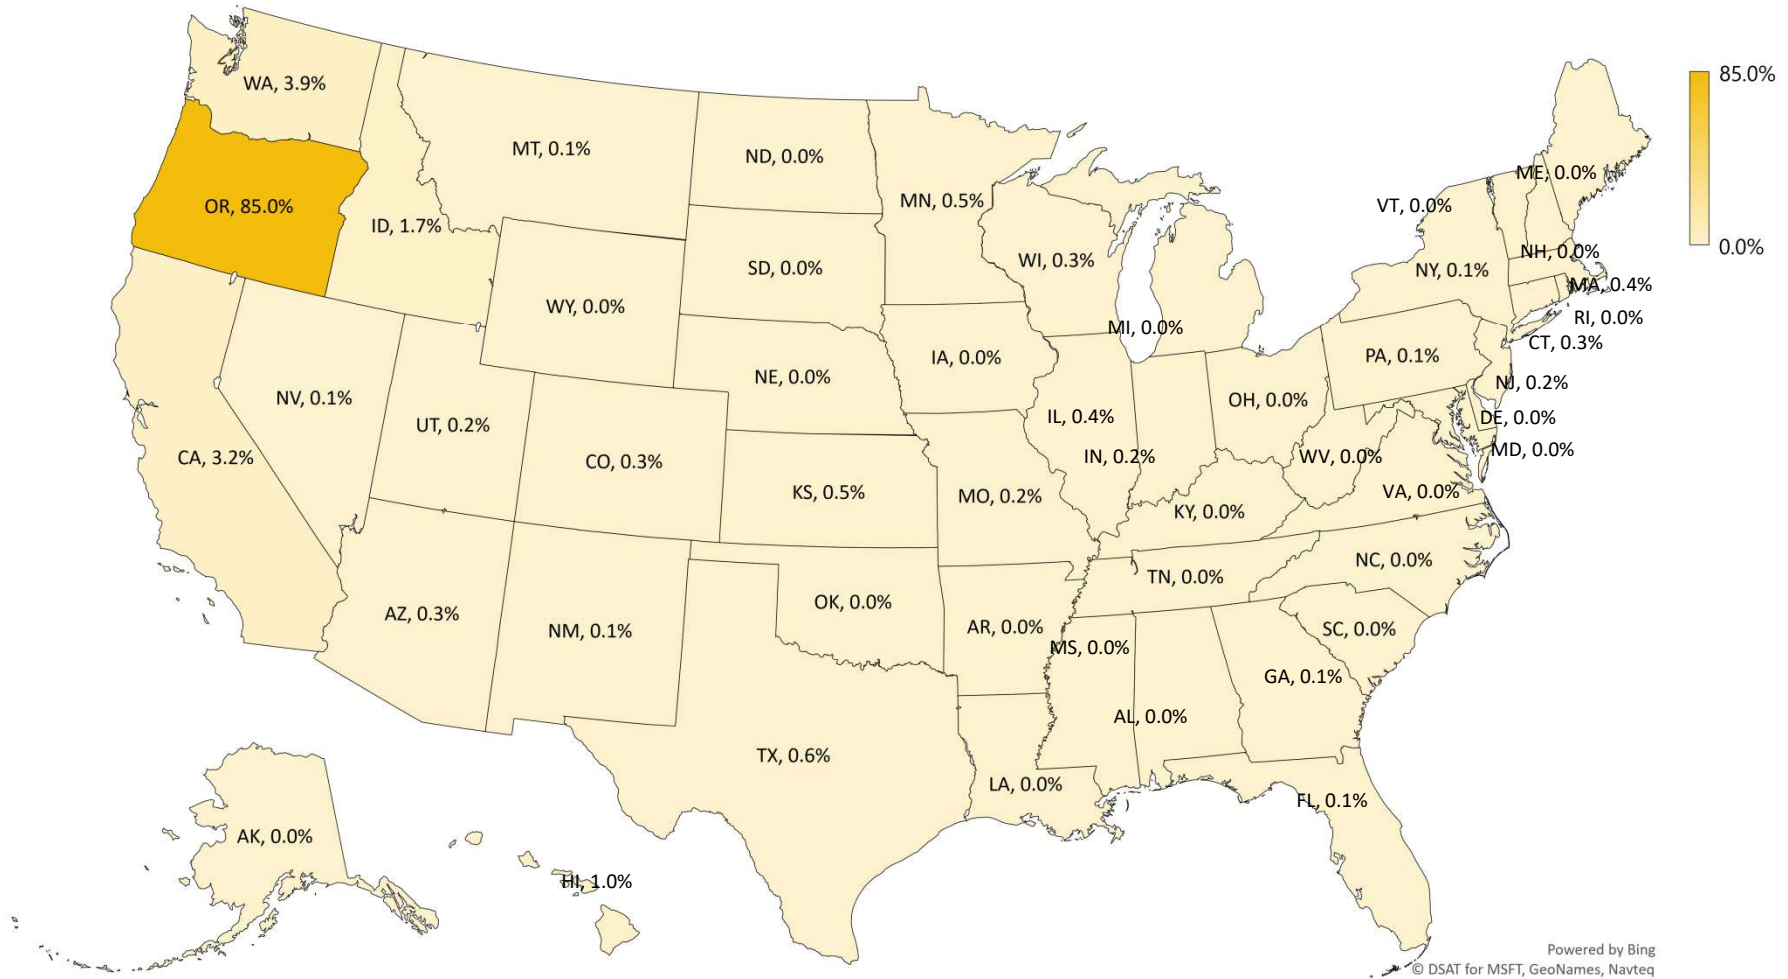 WA, 3.9%
85.0%
MT, 0.1%
ND, 0.0%
ME, 0.0%
OR, 85.0%
MN, 0.5%
VT, 0.0%
ID, 1.7%
0.0%
NH, 0.0%
WI, 0.3%
SD, 0.0%
NY, 0.1%
MA, 0.4%
WY, 0.0%
RI, 0.0%
MI, 0.0%
CT, 0.3%
IA, 0.0%
PA, 0.1%
NE, 0.0%
NJ, 0.2%
NV, 0.1%
OH, 0.0%
IL, 0.4%
DE, 0.0%
UT, 0.2%
MD, 0.0%
CA, 3.2%
CO, 0.3%
IN, 0.2%
WV, 0.0%
KS, 0.5%
MO, 0.2%
VA, 0.0%
KY, 0.0%
NC, 0.0%
TN, 0.0%
OK, 0.0%
AZ, 0.3%
NM, 0.1%
AR, 0.0%
SC, 0.0%
MS, 0.0%
GA, 0.1%
AL, 0.0%
TX, 0.6%
LA, 0.0%
FL, 0.1%
AK, 0.0%
HI, 1.0%
Powered by Bing
© DSAT for MSFT, GeoNames, Navteq